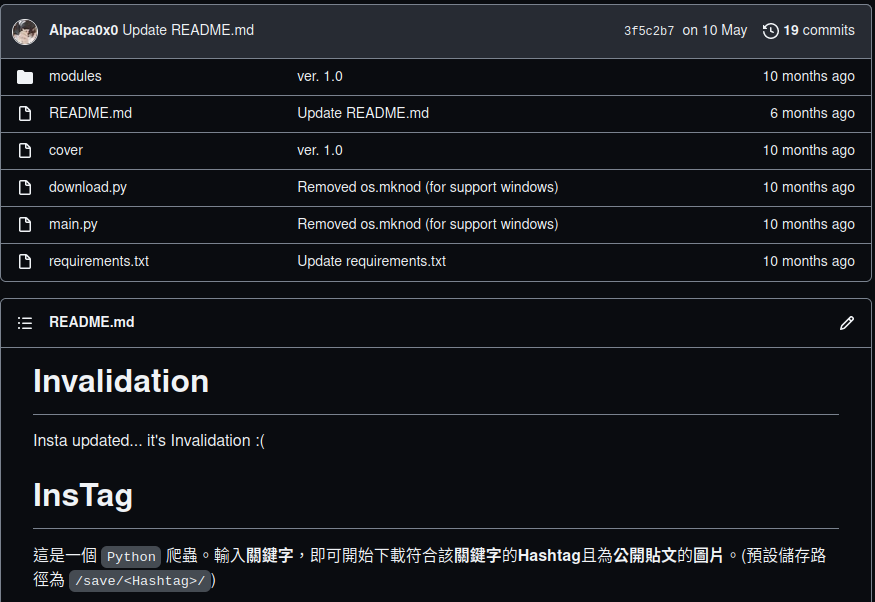 Alpaca0x0 Update README.md 3f5c2b7 on 10 May 19 commits
modules ver. 1.0 10 months ago
README.md Update README.md 6 months ago
cover ver. 1.0 10 months ago
download.py Removed os.mknod (for support windows) 10 months ago
main.py Removed os.mknod (for support windows) 10 months ago
requirements.txt Update requirements.txt 10 months ago
README.md
Invalidation
Insta updated... it's Invalidation :(
InsTag
這是一個 Python 爬蟲。輸入關鍵字，即可開始下載符合該關鍵字的Hashtag且為公開貼文的圖片。(預設儲存路
徑為 /save/<Hashtag>/ )